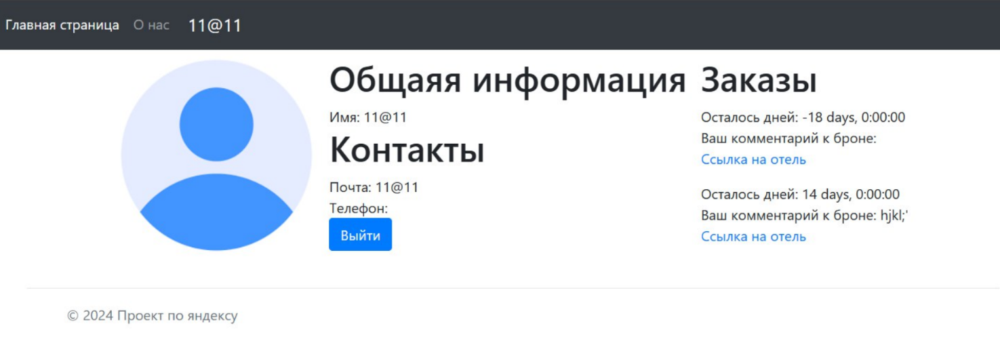 Главная страница О нас 11@11
Общаяя информация
Имя: 11@11
Контакты
Почта: 11@11
Телефон:
Выйти
Заказы
Осталось дней: -18 days, 0:00:00
Ваш комментарий к броне:
Ссылка на отель
Осталось дней: 14 days, 0:00:00
Ваш комментарий к броне: hjkl;'
Ссылка на отель
© 2024 Проект по яндексу